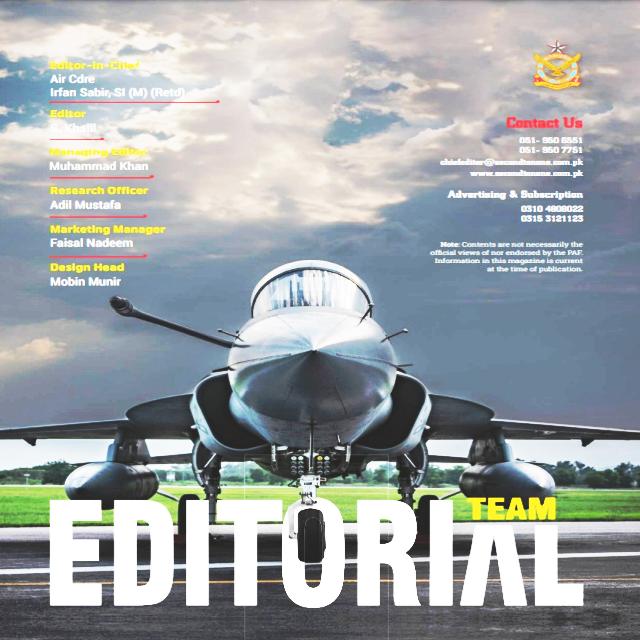 Editor-in-Chief
Air Cdre
Irfan Sabir, SI (M) (Retd)
Editor
Khalil
Managing Editor
Muhammad Khan
Research Officer
Adil Mustafa
Marketing Manager
Faisal Nadeem
Design Head
Mobin Munir
Contact Us
051- 950 5551
051- 950 7751
Advertising & Subscription
0310 4808022
0315 3121123
Note: Contents are not necessarily the
official views of nor endorsed by the PAF.
Information in this magazine is current
at the time of publication.
TEAM
EDITORIAL